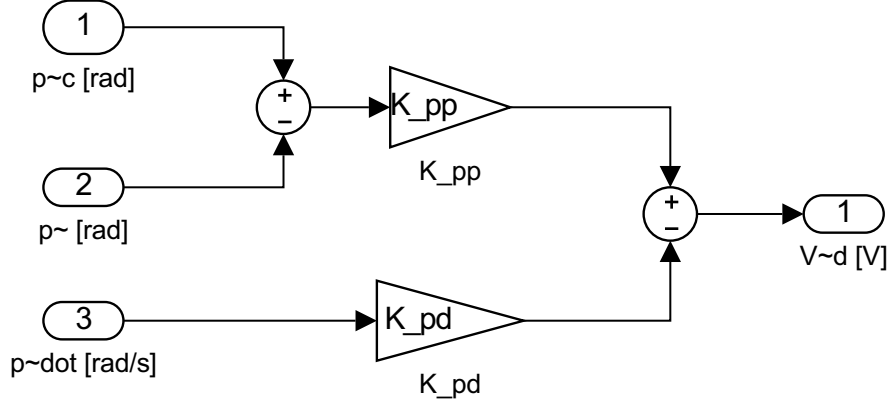 1
p~c [rad]
+
−
K_pp
K_pp
2
p~ [rad]
+
−
1
V~d [V]
3
p~dot [rad/s]
K_pd
K_pd